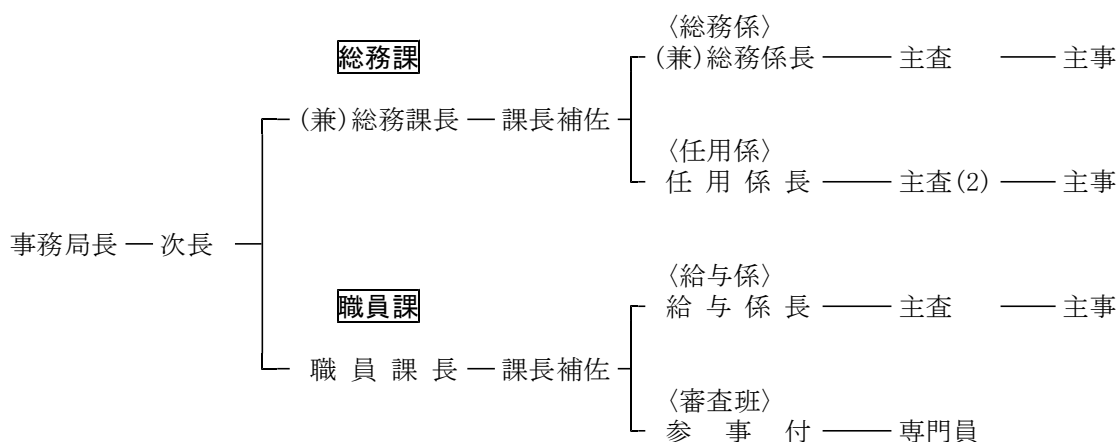 〈総務係〉
総務課
(兼)総務係長 ── 主査 ── 主事
(兼)総務課長 ─ 課長補佐
〈任用係〉
任用係長 ── 主査(2) ── 主事
事務局長 ─ 次長
〈給与係〉
職員課
給与係長 ── 主査 ── 主事
職員課長 ─ 課長補佐
〈審査班〉
参事付 ── 専門員